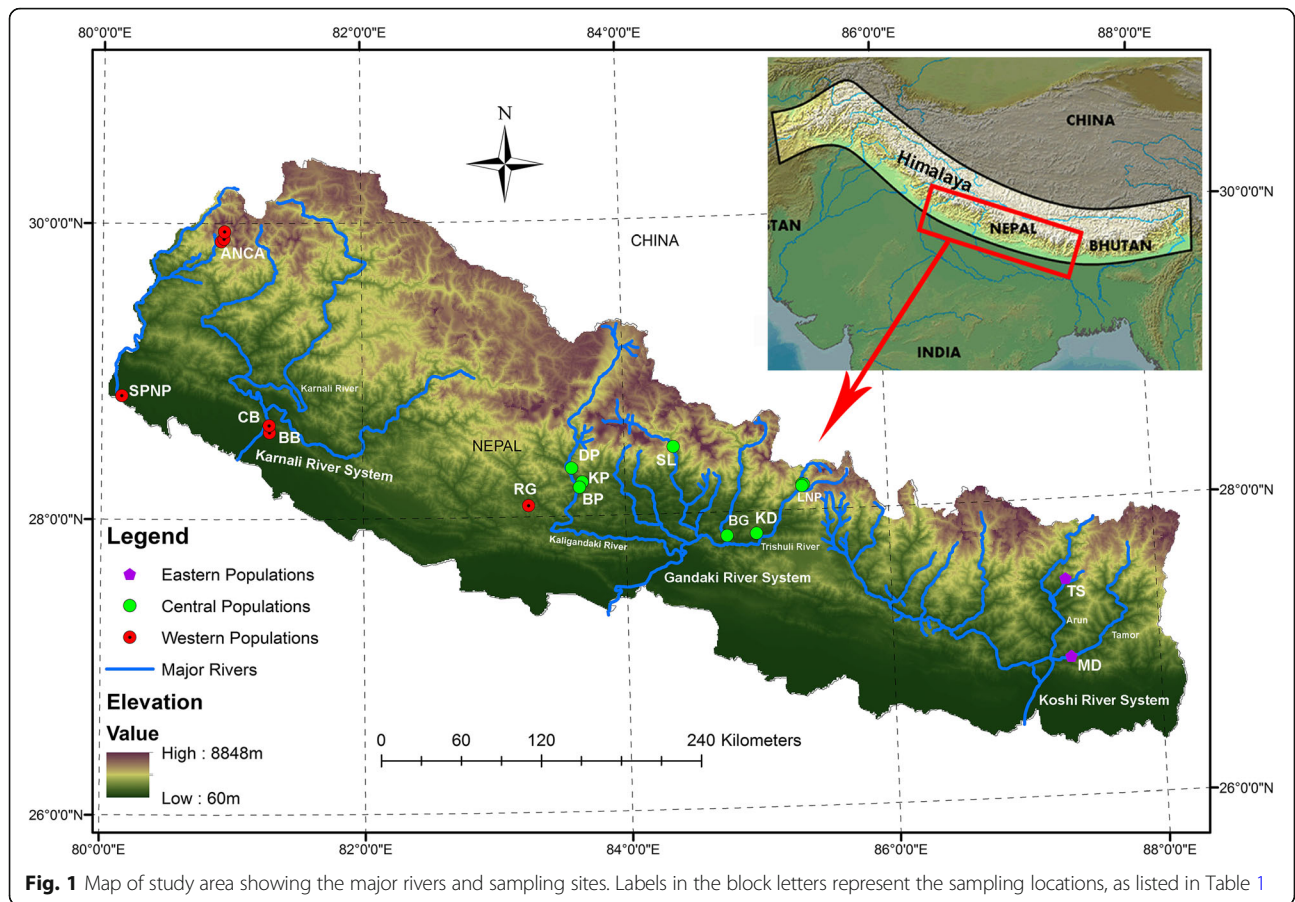 80°0'0"E
82°0'0"E
84°0'0"E
86°0'0"E
88°0'0"E
N
CHINA
Himalaya
NEPAL
BHUTAN
STAN
INDIA
30°0'0"N
30°0'0"N
CHINA
ANCA
SPNP
Karnali River
CB
BB
Karnali River System
NEPAL
DP
SL
KP
RG
BP
LNP
28°0'0"N
28°0'0"N
BG
KD
Kaligandaki River
Trishuli River
Gandaki River System
TS
Arun
Tamor
MD
Koshi River System
Legend
Eastern Populations
Central Populations
Western Populations
Major Rivers
Elevation
Value
High : 8848m
Low : 60m
0 60 120 240 Kilometers
26°0'0"N
26°0'0"N
80°0'0"E
82°0'0"E
84°0'0"E
86°0'0"E
88°0'0"E
Fig. 1 Map of study area showing the major rivers and sampling sites. Labels in the block letters represent the sampling locations, as listed in Table 1